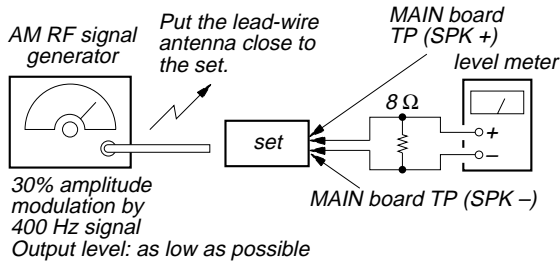 AM RF signal
generator
Put the lead-wire
antenna close to
the set.
MAIN board
TP (SPK +)
level meter
8 Ω
set
+
–
MAIN board TP (SPK –)
30% amplitude
modulation by
400 Hz signal
Output level: as low as possible